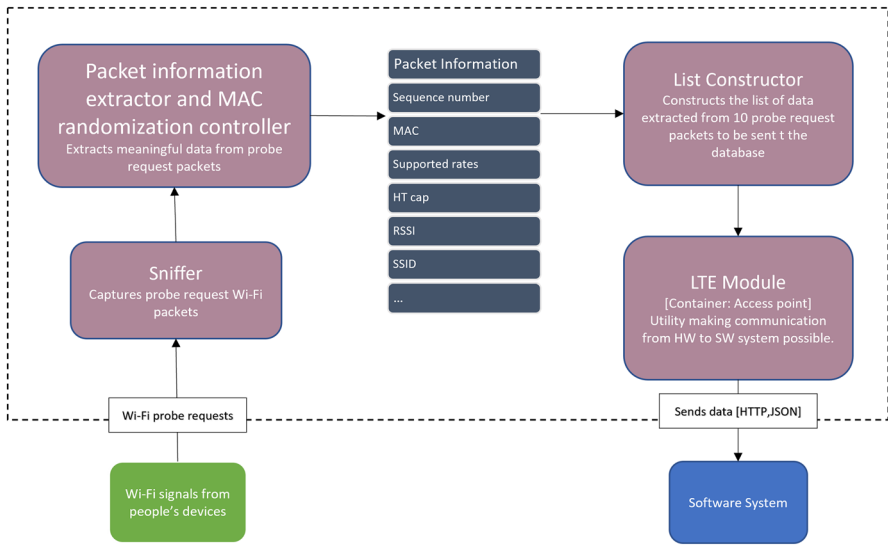 Packet information
extractor and MAC
randomization controller
Extracts meaningful data from probe
request packets
Packet Information
Sequence number
MAC
Supported rates
HT cap
RSSI
SSID
...
List Constructor
Constructs the list of data
extracted from 10 probe request
packets to be sent t the
database
Sniffer
Captures probe request Wi-Fi
packets
LTE Module
[Container: Access point]
Utility making communication
from HW to SW system possible.
Wi-Fi probe requests
Sends data [HTTP,JSON]
Wi-Fi signals from
people's devices
Software System